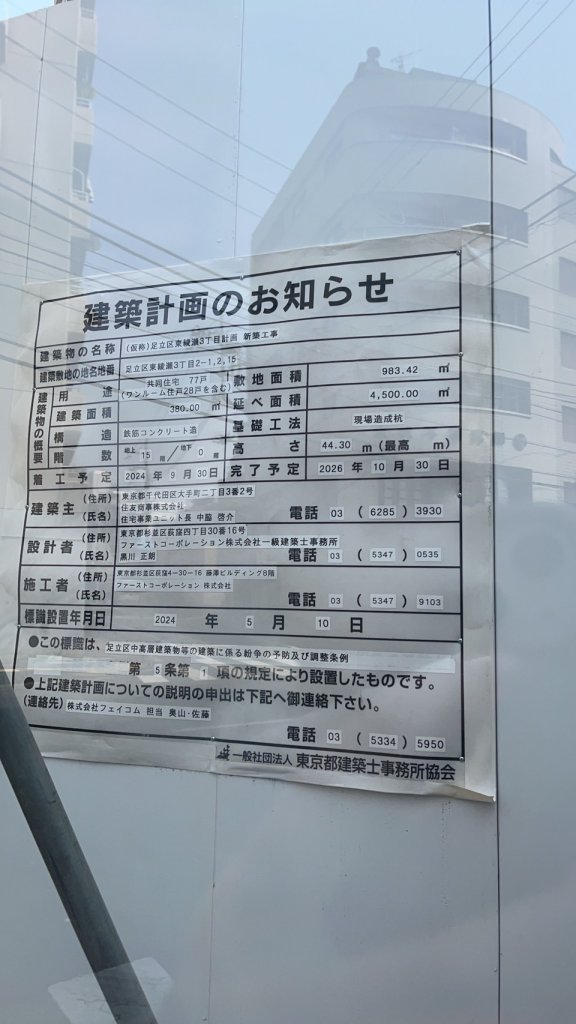 建築計画のお知らせ
建築物の名称 (仮称)足立区東綾瀬3丁目計画 新築工事
建築敷地の地名地番 足立区東綾瀬3丁目2-1,2,15
建築物の概要
用途 共同住宅 77戸 (ワンルーム住戸28戸を含む) 敷地面積 983.42 ㎡
建築面積 380.00 ㎡ 延べ面積 4,500.00 ㎡
構造 鉄筋コンクリート造 基礎工法 現場造成杭
階数 地上 15 階/地下 0 階 高さ 44.30 m(最高 m)
着工予定 2024 年 9 月 30 日 完了予定 2026 年 10 月 30 日
建築主 (住所) 東京都千代田区大手町二丁目3番2号
住友商事株式会社
(氏名) 住宅事業ユニット長 中脇 啓介 電話 03 ( 6285 ) 3930
設計者 (住所) 東京都杉並区荻窪四丁目30番16号
ファーストコーポレーション株式会社一級建築士事務所
(氏名) 黒川 正朗 電話 03 ( 5347 ) 0535
施工者 (住所) 東京都杉並区荻窪4-30-16 藤澤ビルディング8階
ファーストコーポレーション 株式会社
(氏名) 電話 03 ( 5347 ) 9103
標識設置年月日 2024 年 5 月 10 日
●この標識は、足立区中高層建築物等の建築に係る紛争の予防及び調整条例
第 5 条第 1 項の規定により設置したものです。
●上記建築計画についての説明の申出は下記へ御連絡下さい。
(連絡先) 株式会社フェイコム 担当 奥山・佐藤
電話 03 ( 5334 ) 5950
一般社団法人 東京都建築士事務所協会